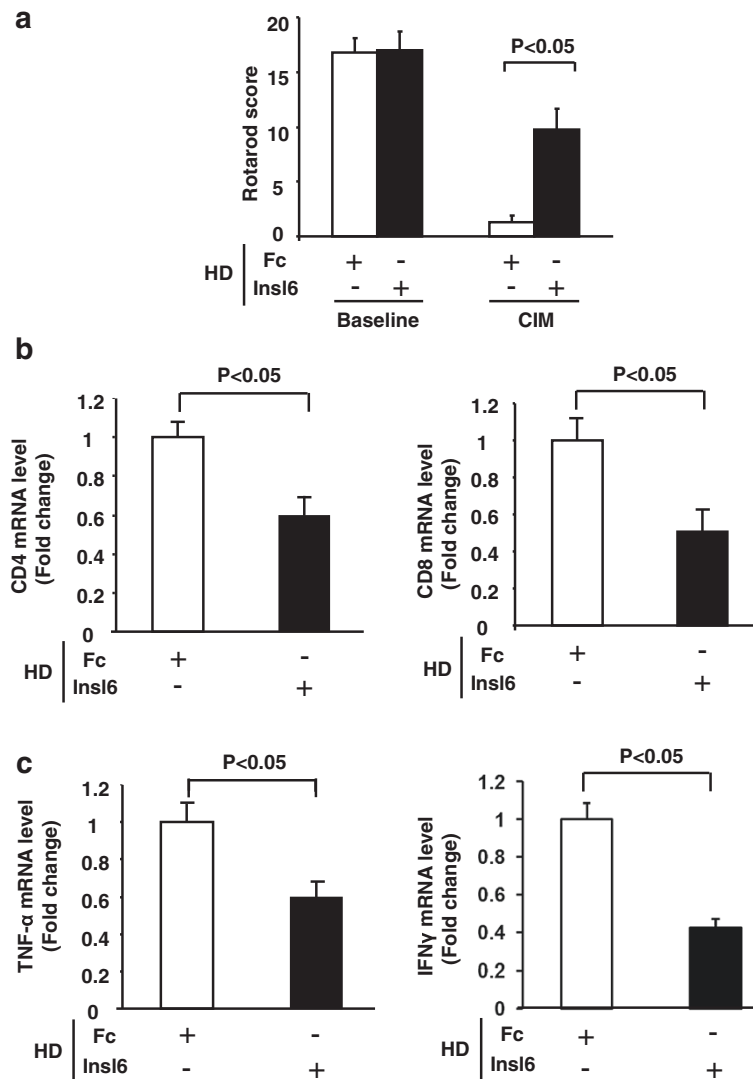 a
Rotarod score
20
15
10
5
0
P<0.05
HD
Fc + - + -
Insl6 - + - +
Baseline CIM
b
CD4 mRNA level
(Fold change)
1.2
1
0.8
0.6
0.4
0.2
0
P<0.05
HD
Fc + -
Insl6 - +
CD8 mRNA level
(Fold change)
1.2
1
0.8
0.6
0.4
0.2
0
P<0.05
HD
Fc + -
Insl6 - +
c
TNF-α mRNA level
(Fold change)
1.2
1
0.8
0.6
0.4
0.2
0
P<0.05
HD
Fc + -
Insl6 - +
IFNγ mRNA level
(Fold change)
1.2
1
0.8
0.6
0.4
0.2
0
P<0.05
HD
Fc + -
Insl6 - +